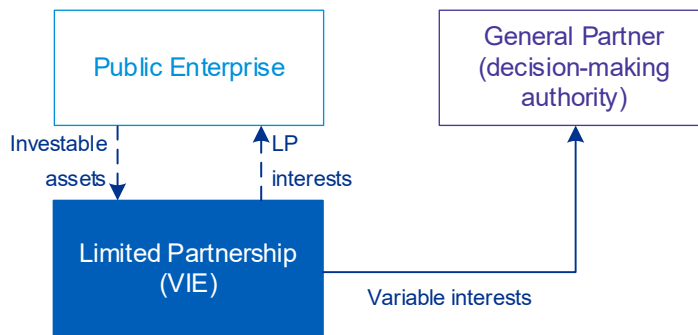 Public Enterprise
General Partner
(decision-making
authority)
Investable
assets
LP
interests
Limited Partnership
(VIE)
Variable interests